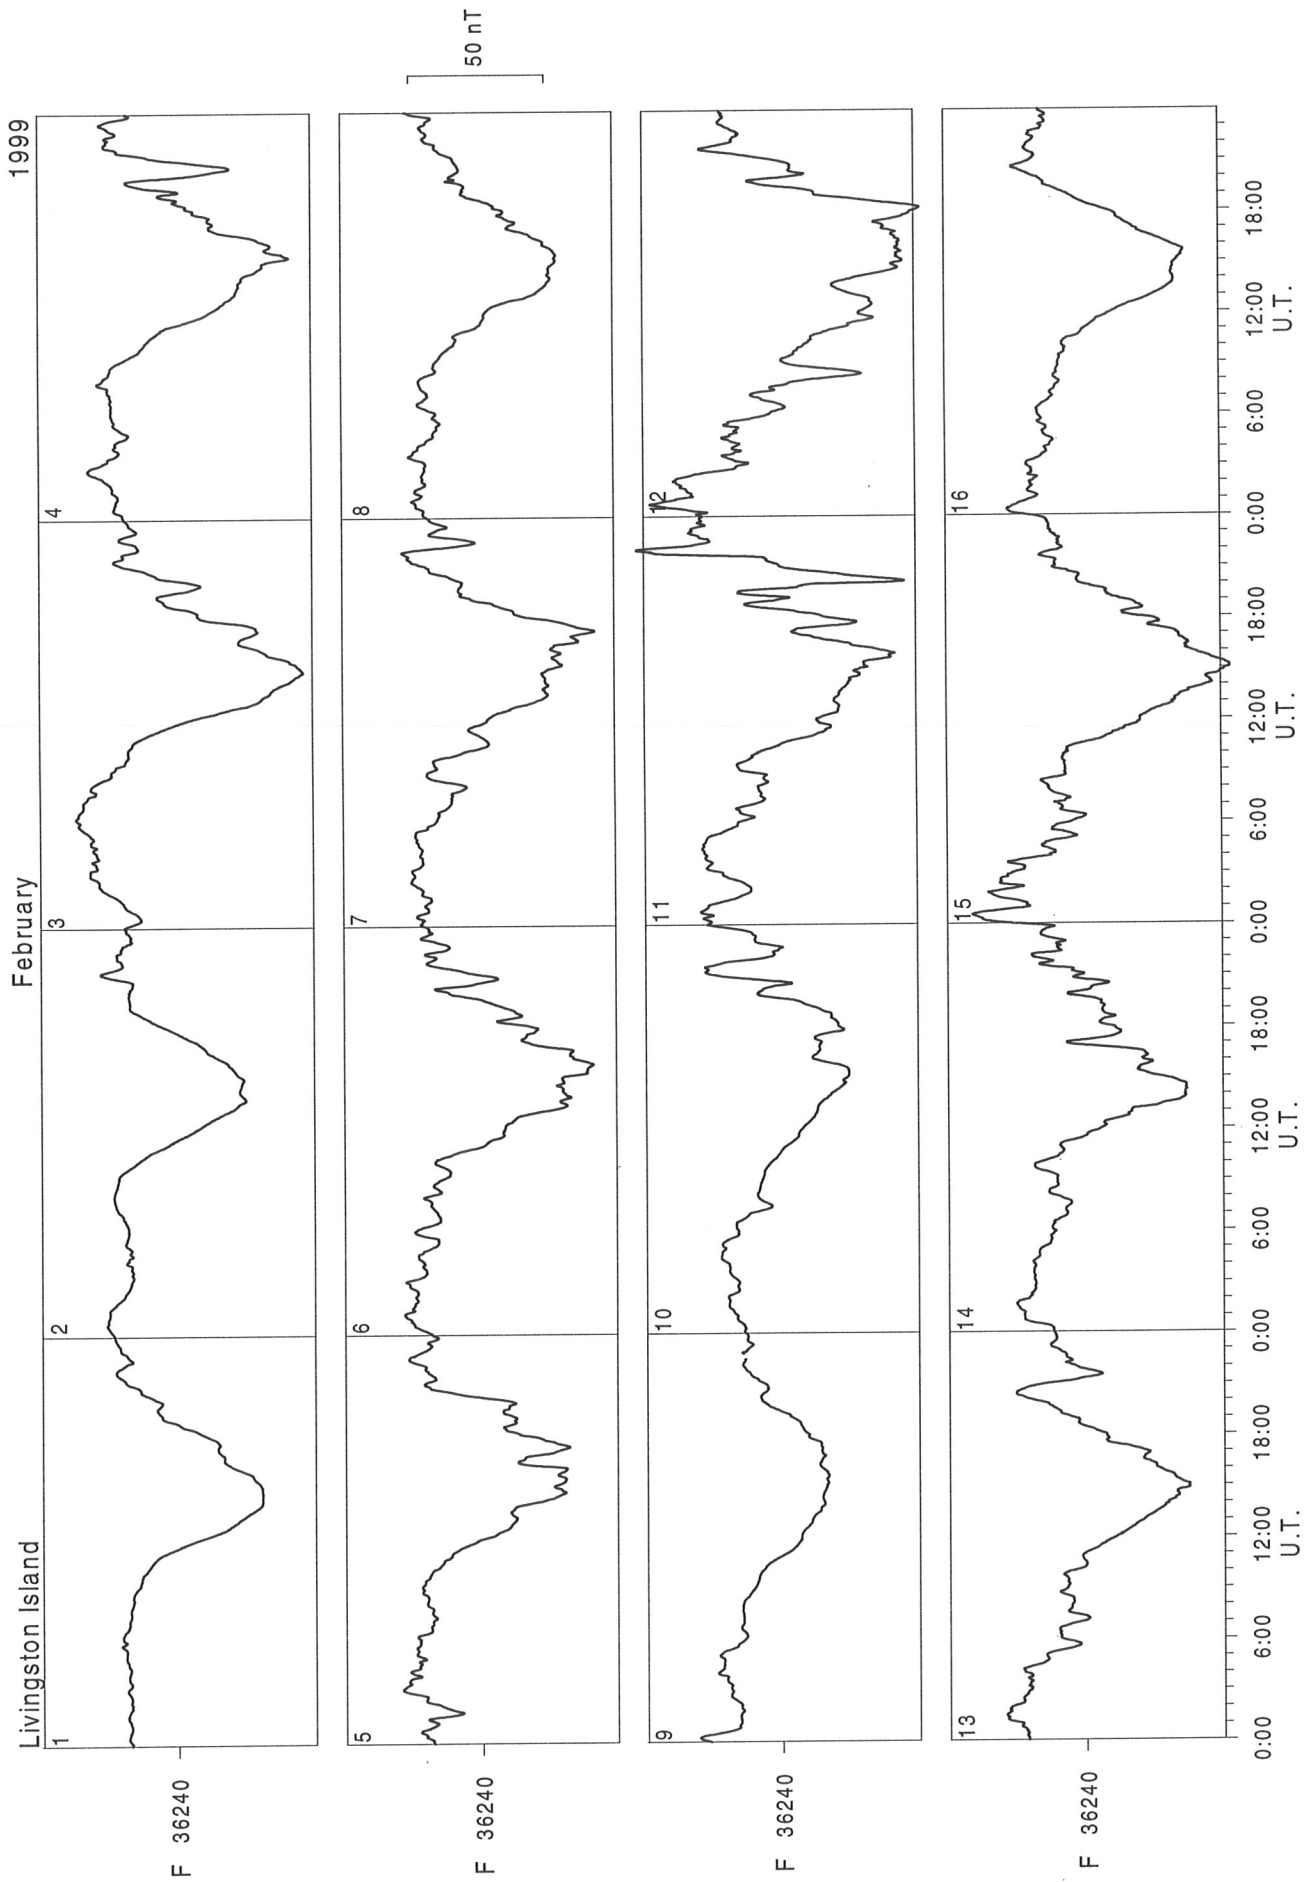 Livingston Island February 1999
1 2 3 4
F 36240
50 nT
5 6 7 8
F 36240
9 10 11 12
F 36240
13 14 15 16
F 36240
0:00 6:00 12:00 18:00 0:00 6:00 12:00 18:00 0:00 6:00 12:00 18:00 0:00 6:00 12:00 18:00
U.T. U.T. U.T. U.T.